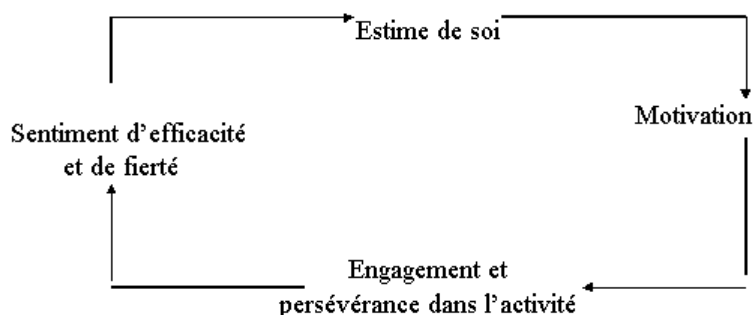 Estime de soi
Motivation
Sentiment d'efficacité
et de fierté
Engagement et
persévérance dans l'activité